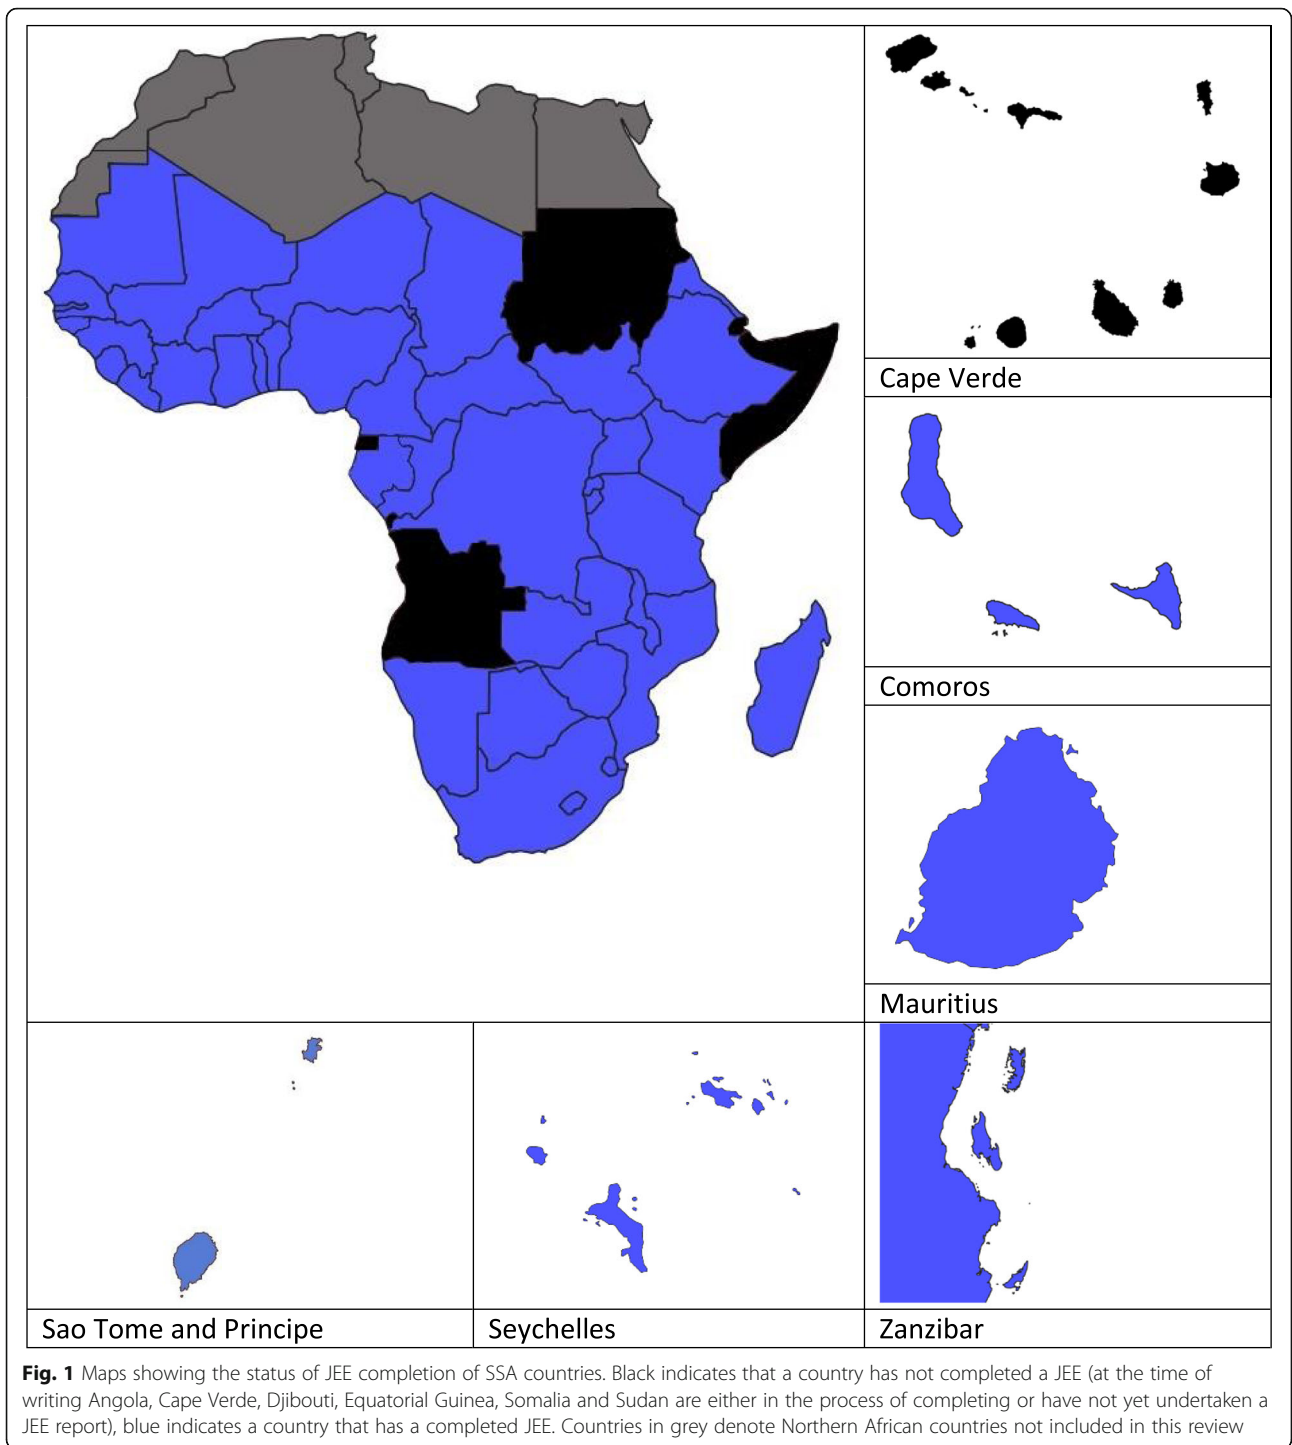 Cape Verde
Comoros
Mauritius
Sao Tome and Principe
Seychelles
Zanzibar
Fig. 1 Maps showing the status of JEE completion of SSA countries. Black indicates that a country has not completed a JEE (at the time of
writing Angola, Cape Verde, Djibouti, Equatorial Guinea, Somalia and Sudan are either in the process of completing or have not yet undertaken a
JEE report), blue indicates a country that has a completed JEE. Countries in grey denote Northern African countries not included in this review